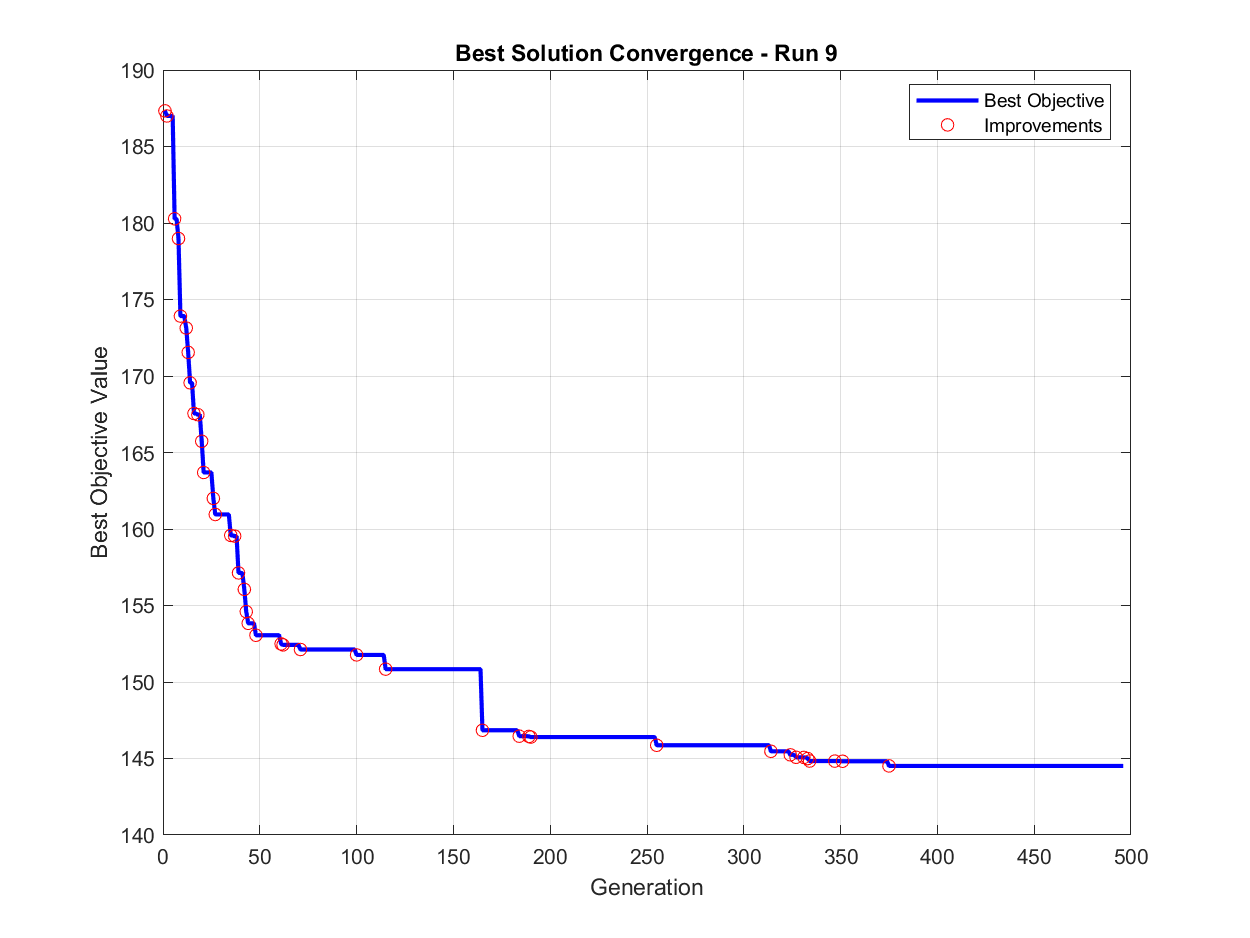 Best Solution Convergence - Run 9
190
185
180
175
170
165
160
155
150
145
140
Best Objective Value
Best Objective
Improvements
0 50 100 150 200 250 300 350 400 450 500
Generation